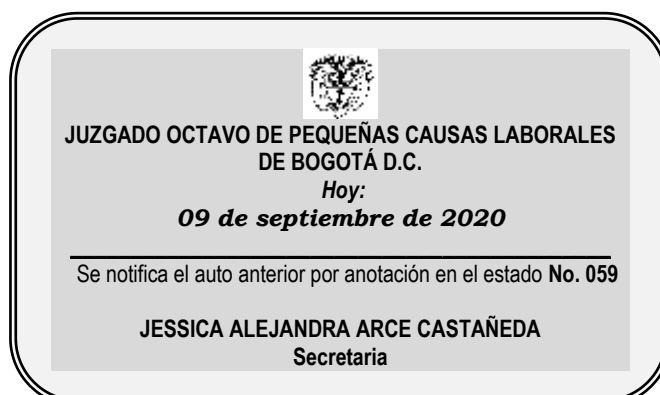 JUZGADO OCTAVO DE PEQUEÑAS CAUSAS LABORALES
DE BOGOTÁ D.C.
Hoy:
09 de septiembre de 2020
Se notifica el auto anterior por anotación en el estado No. 059
JESSICA ALEJANDRA ARCE CASTAÑEDA
Secretaria